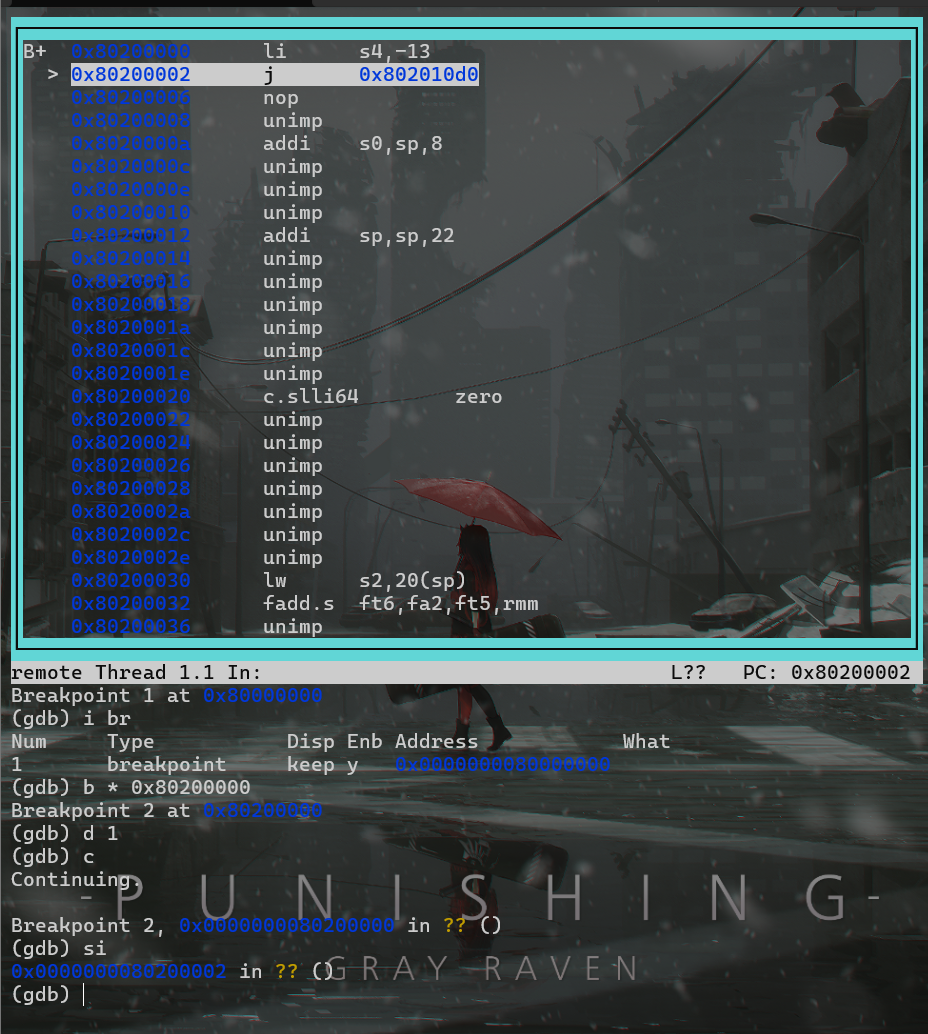 B+ 0x80200000 li s4,-13
> 0x80200002 j 0x802010d0
0x80200006 nop
0x80200008 unimp
0x8020000a addi s0,sp,8
0x8020000c unimp
0x8020000e unimp
0x80200010 unimp
0x80200012 addi sp,sp,22
0x80200014 unimp
0x80200016 unimp
0x80200018 unimp
0x8020001a unimp
0x8020001c unimp
0x8020001e unimp
0x80200020 c.slli64 zero
0x80200022 unimp
0x80200024 unimp
0x80200026 unimp
0x80200028 unimp
0x8020002a unimp
0x8020002c unimp
0x8020002e unimp
0x80200030 lw s2,20(sp)
0x80200032 fadd.s ft6,fa2,ft5,rmm
0x80200036 unimp
remote Thread 1.1 In: L?? PC: 0x80200002
Breakpoint 1 at 0x80000000
(gdb) i br
Num Type Disp Enb Address What
1 breakpoint keep y 0x0000000080000000
(gdb) b * 0x80200000
Breakpoint 2 at 0x80200000
(gdb) d 1
(gdb) c
Continuing.
-PUNISHING-
Breakpoint 2, 0x0000000080200000 in ?? ()
(gdb) si
0x0000000080200002 in ?? ()
GRAY RAVEN
(gdb)